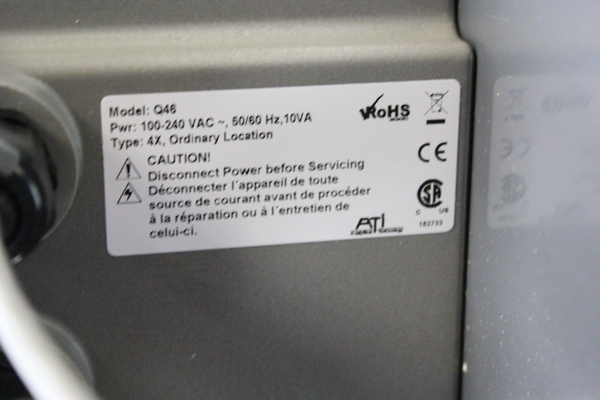 Model: Q46
Pwr: 100-240 VAC ~, 50/60 Hz,10VA
Type: 4X, Ordinary Location
CAUTION!
Disconnect Power before Servicing
Déconnecter l´appareil de toute
source de courant avant de procéder
à la réparation ou à l´entretien de
celui-ci.
RoHS
CE
C US
ATI
183733